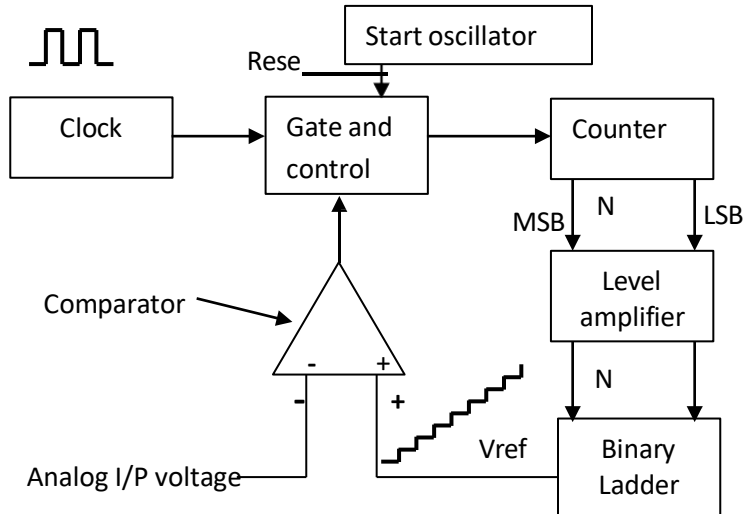 Start oscillator
Rese
Clock
Gate and
control
Counter
MSB
N
LSB
Level
amplifier
Comparator
- +
- +
N
Vref
Analog I/P voltage
Binary
Ladder